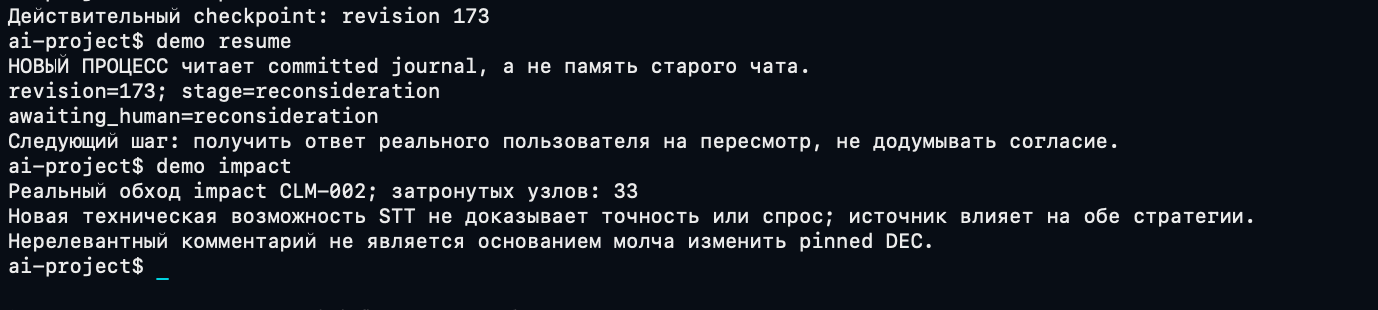 Действительный checkpoint: revision 173
ai-project$ demo resume
НОВЫЙ ПРОЦЕСС читает committed journal, а не память старого чата.
revision=173; stage=reconsideration
awaiting_human=reconsideration
Следующий шаг: получить ответ реального пользователя на пересмотр, не додумывать согласие.
ai-project$ demo impact
Реальный обход impact CLM-002; затронутых узлов: 33
Новая техническая возможность STT не доказывает точность или спрос; источник влияет на обе стратегии.
Нерелевантный комментарий не является основанием молча изменить pinned DEC.
ai-project$ _